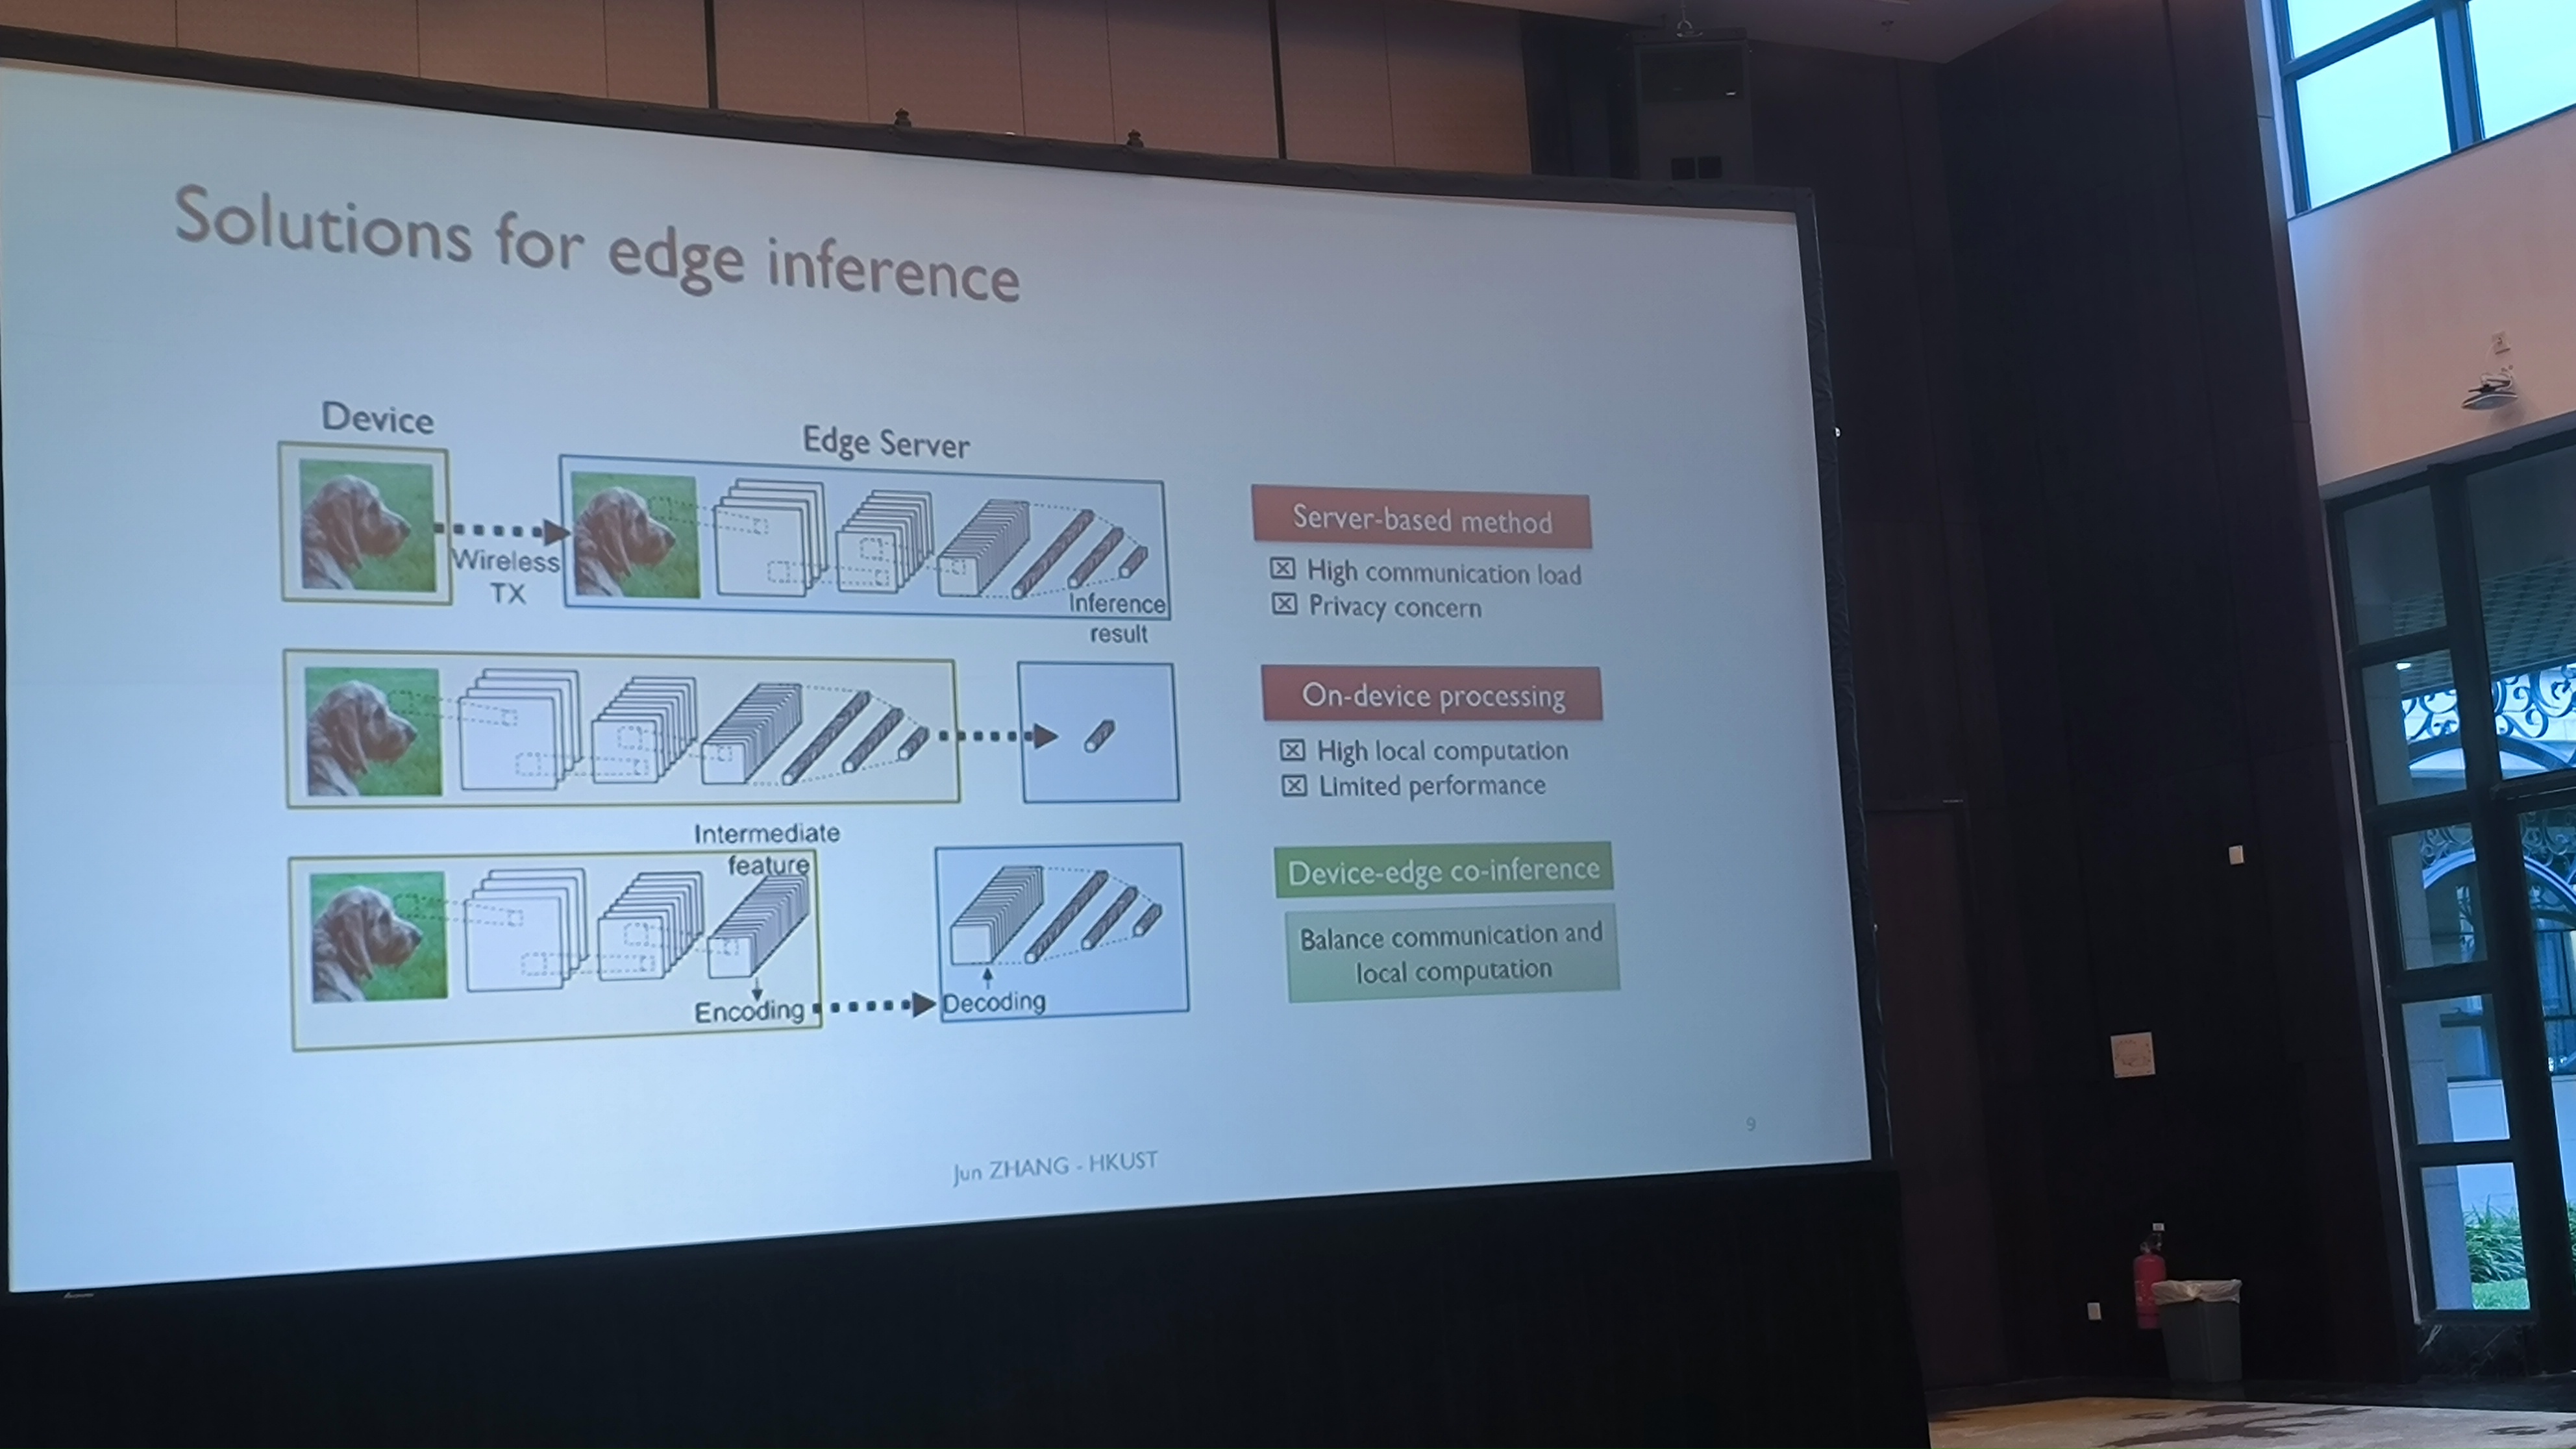 Solutions for edge inference
Device
Edge Server
Wireless
TX
Inference
result
Server-based method
☒ High communication load
☒ Privacy concern
On-device processing
☒ High local computation
☒ Limited performance
Intermediate
feature
Encoding
Decoding
Device-edge co-inference
Balance communication and
local computation
9
Jun ZHANG - HKUST